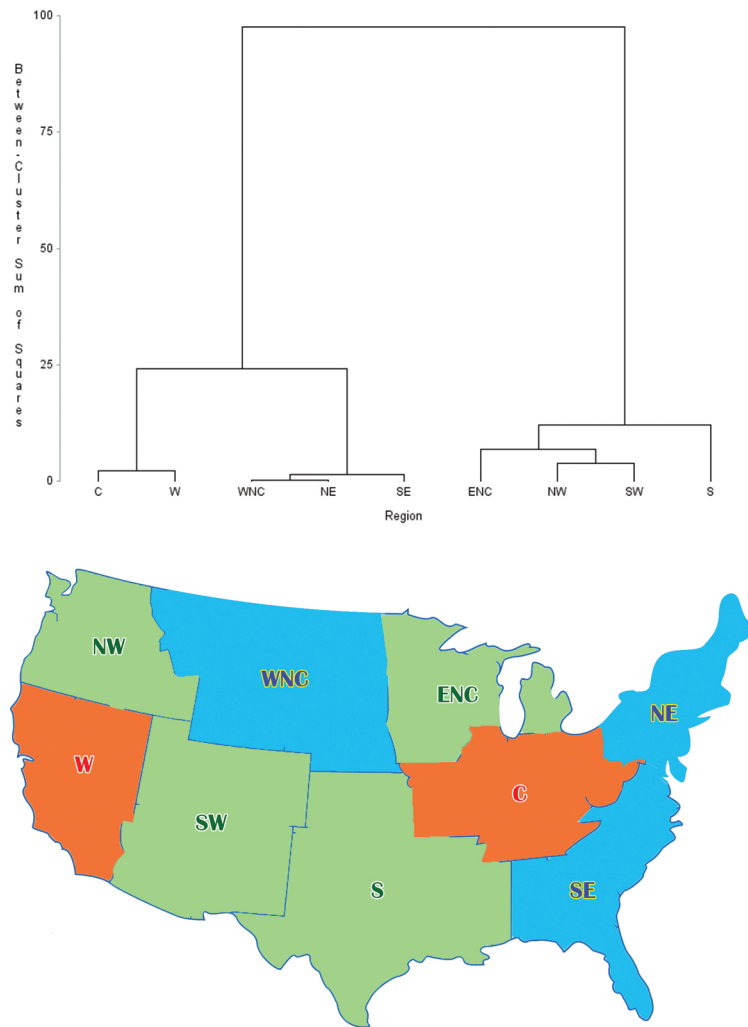 100
Between-Cluster Sum of Squares
75
50
25
0
C W WNC NE SE ENC NW SW S
Region
NW
WNC
ENC
NE
W
C
SW
S
SE